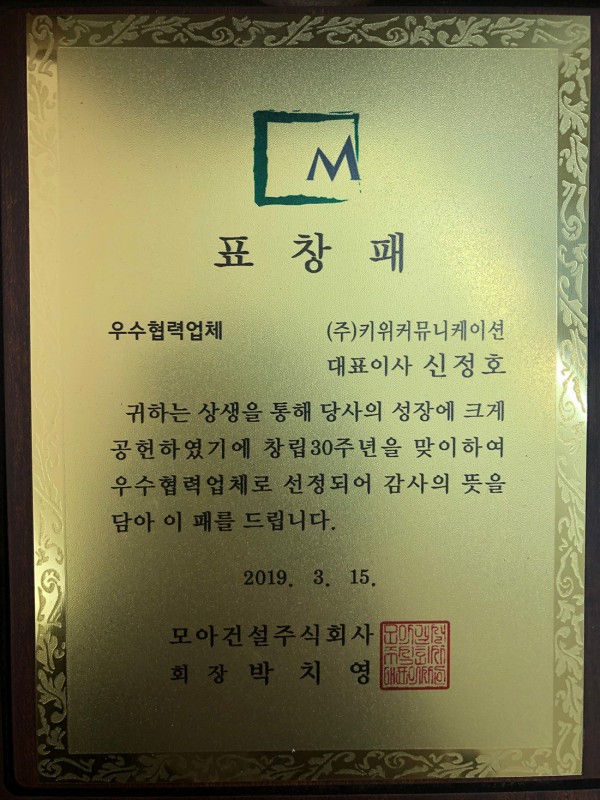 M
표 창 패
우수협력업체 (주)키위커뮤니케이션
대표이사 신정호
귀하는 상생을 통해 당사의 성장에 크게
공헌하였기에 창립30주년을 맞이하여
우수협력업체로 선정되어 감사의 뜻을
담아 이 패를 드립니다.
2019. 3. 15.
모아건설주식회사
회 장 박 치 영